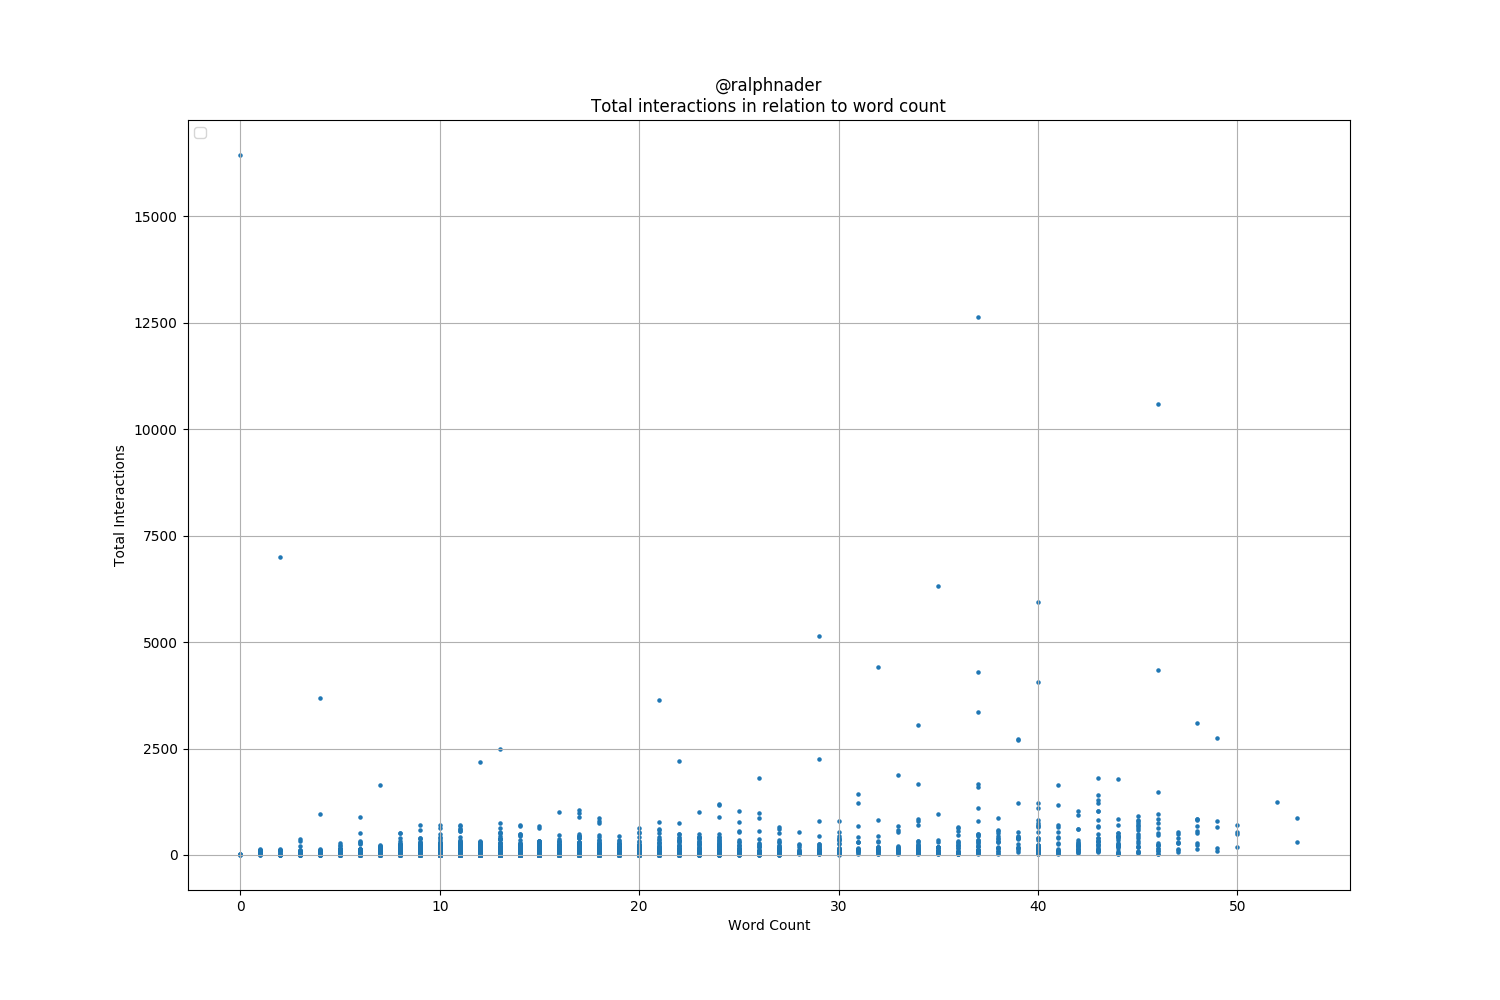 @ralphnader
Total interactions in relation to word count
15000
12500
10000
7500
5000
2500
0
Total Interactions
0 10 20 30 40 50
Word Count